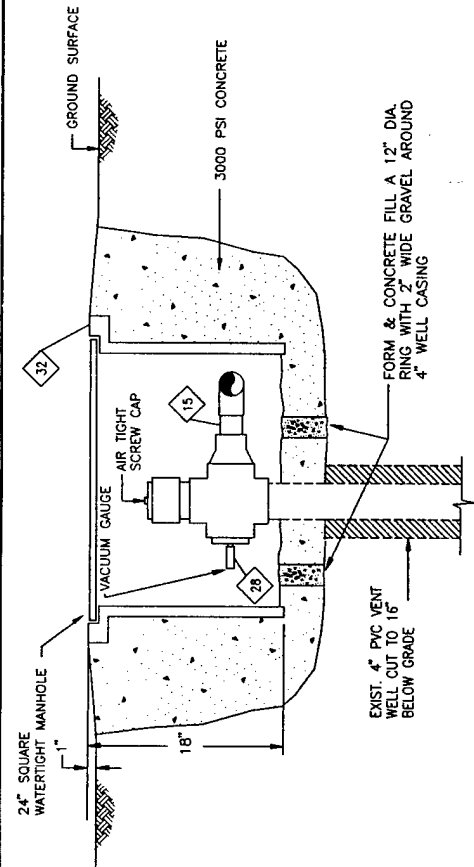 24" SQUARE
WATERTIGHT MANHOLE
1"
VACUUM GAUGE
AIR TIGHT
SCREW CAP
32
GROUND SURFACE
15
28
18"
3000 PSI CONCRETE
EXIST. 4" PVC VENT
WELL CUT TO 16"
BELOW GRADE
FORM & CONCRETE FILL A 12" DIA.
RING WITH 2" WIDE GRAVEL AROUND
4" WELL CASING